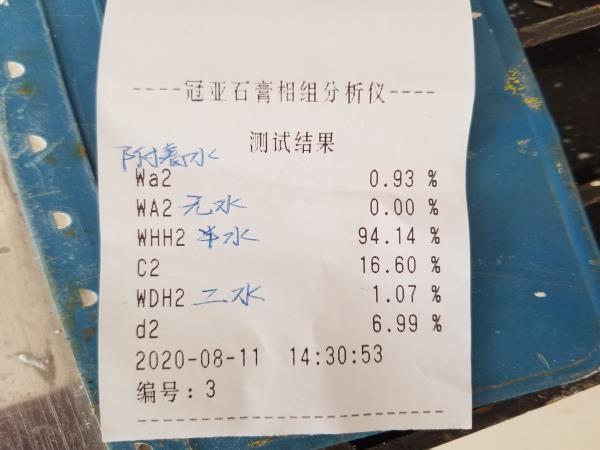 ----冠亚石膏相组分析仪----
测试结果
附着水
Wa2 0.93 %
WA2 无水 0.00 %
WHH2 半水 94.14 %
C2 16.60 %
WDH2 二水 1.07 %
d2 6.99 %
2020-08-11 14:30:53
编号：3